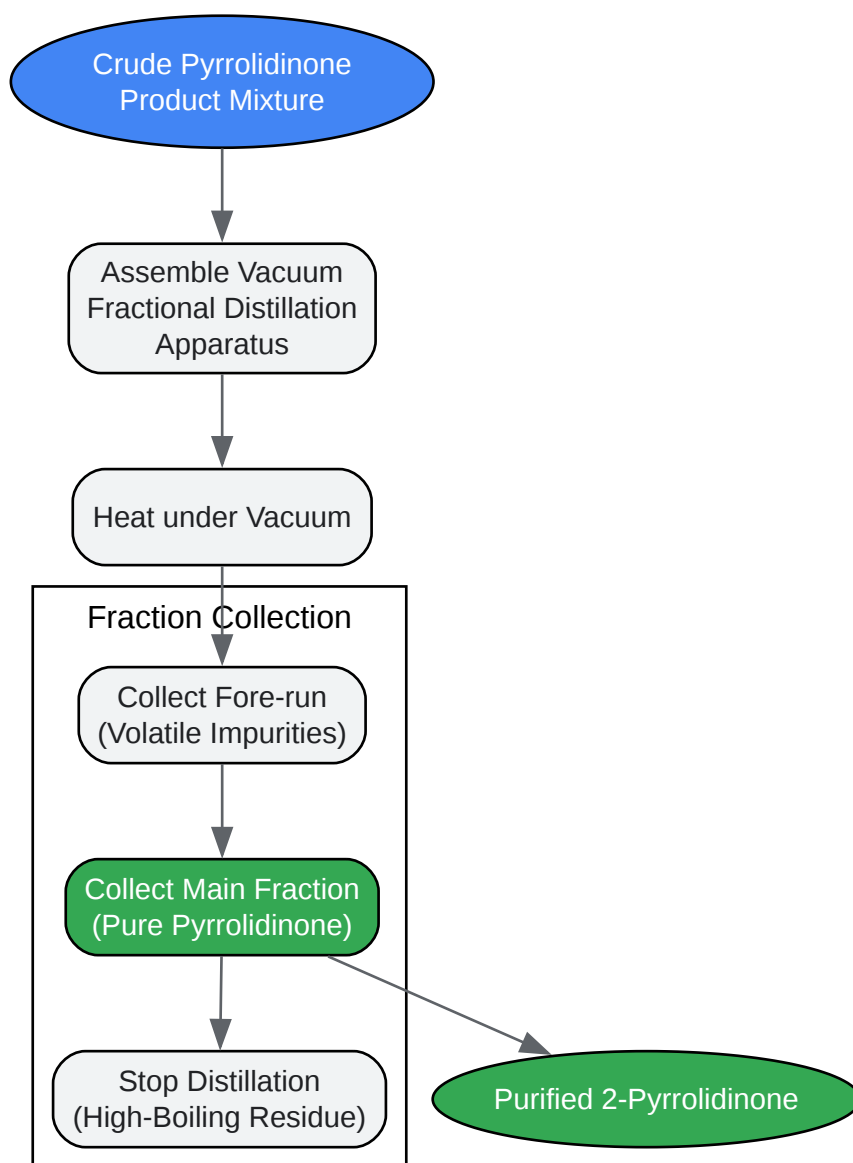 Crude Pyrrolidinone
Product Mixture
Assemble Vacuum
Fractional Distillation
Apparatus
Heat under Vacuum
Fraction Collection
Collect Fore-run
(Volatile Impurities)
Collect Main Fraction
(Pure Pyrrolidinone)
Stop Distillation
(High-Boiling Residue)
Purified 2-Pyrrolidinone